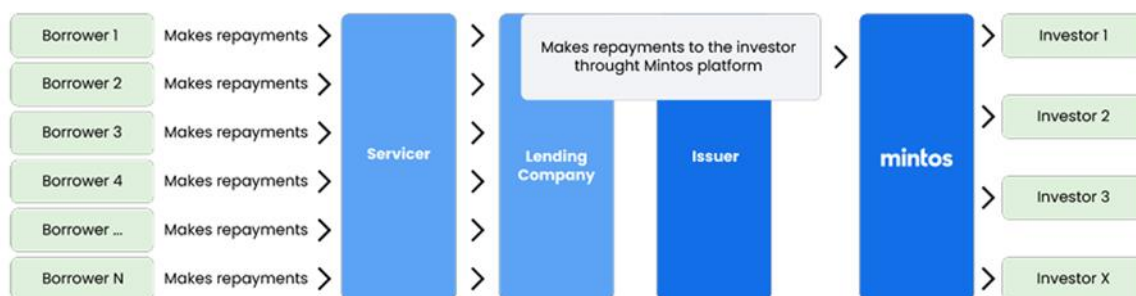 Borrower 1 Makes repayments
Borrower 2 Makes repayments
Borrower 3 Makes repayments
Borrower 4 Makes repayments
Borrower ... Makes repayments
Borrower N Makes repayments
Servicer
Lending
Company
Makes repayments to the investor
throught Mintos platform
Issuer
mintos
Investor 1
Investor 2
Investor 3
Investor X